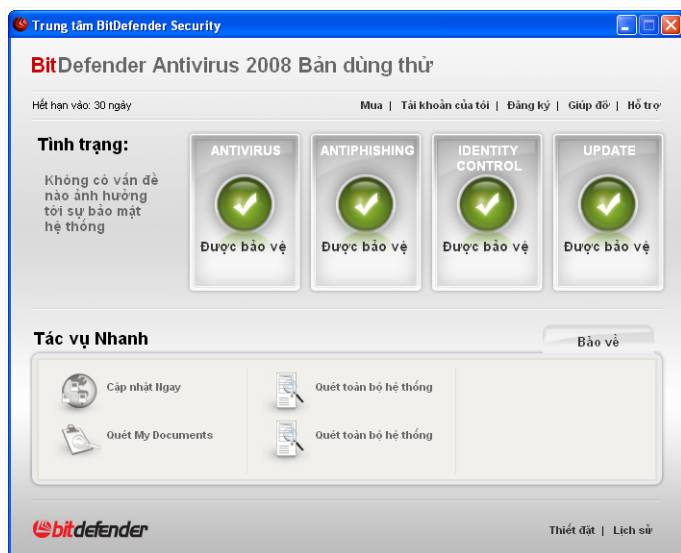 Trung tâm BitDefender Security
BitDefender Antivirus 2008 Bản dùng thử
Hết hạn vào: 30 ngày
Mua | Tài khoản của tôi | Đăng ký | Giúp đỡ | Hỗ trợ
Tình trạng:
Không có vấn đề
nào ảnh hưởng
tới sự bảo mật
hệ thống
ANTIVIRUS
Được bảo vệ
ANTIPHISHING
Được bảo vệ
IDENTITY
CONTROL
Được bảo vệ
UPDATE
Được bảo vệ
Tác vụ Nhanh
Bảo vệ
Cập nhật Ngay
Quét toàn bộ hệ thống
Quét My Documents
Quét toàn bộ hệ thống
bitdefender
Thiết đặt | Lịch sử